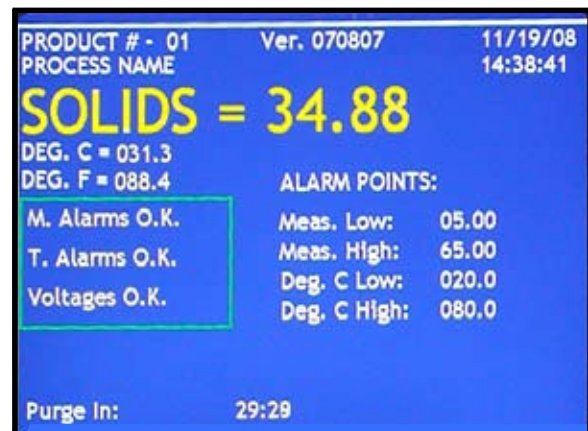 PRODUCT # - 01 Ver. 070807 11/19/08
PROCESS NAME 14:38:41
SOLIDS = 34.88
DEG. C = 031.3
DEG. F = 088.4 ALARM POINTS:
M. Alarms O.K. Meas. Low: 05.00
T. Alarms O.K. Meas. High: 65.00
Voltages O.K. Deg. C Low: 020.0
Deg. C High: 080.0
Purge In: 29:29